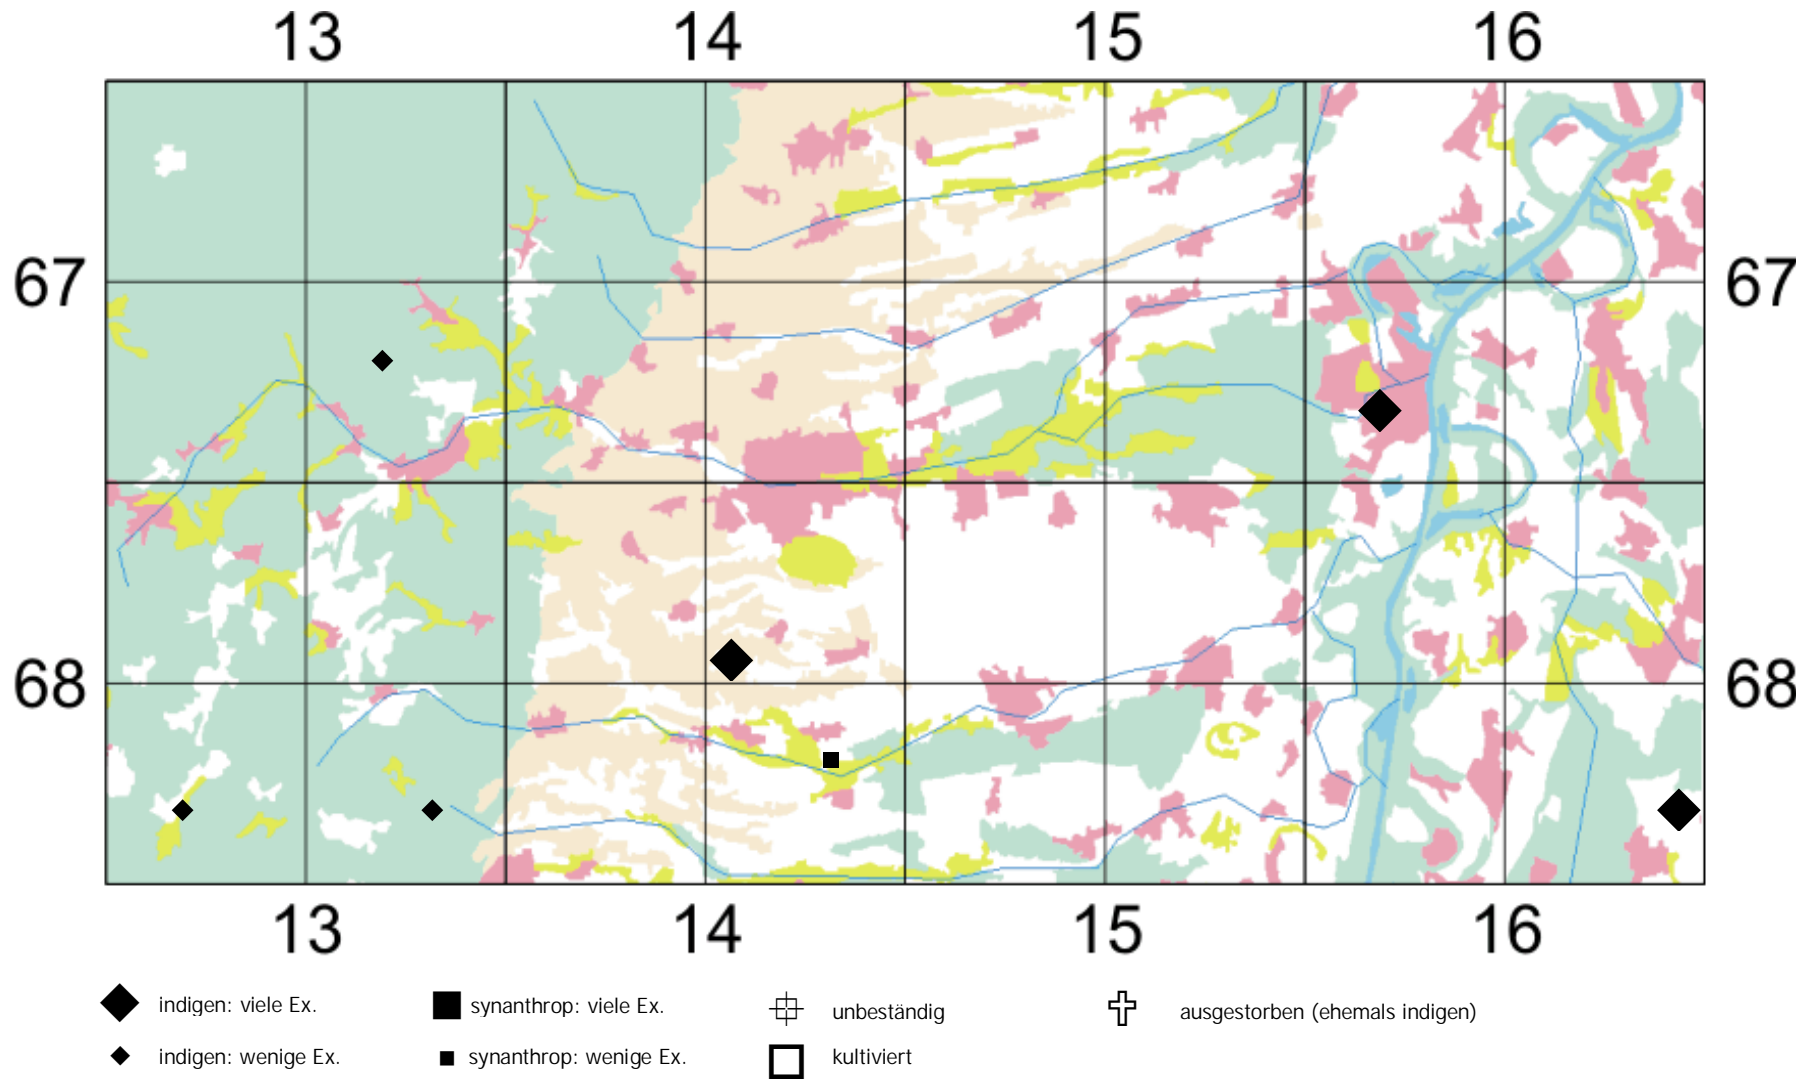 13 14 15 16
67 67
68 68
13 14 15 16
indigen: viele Ex. synanthrop: viele Ex. unbeständig ausgestorben (ehemals indigen)
indigen: wenige Ex. synanthrop: wenige Ex. kultiviert